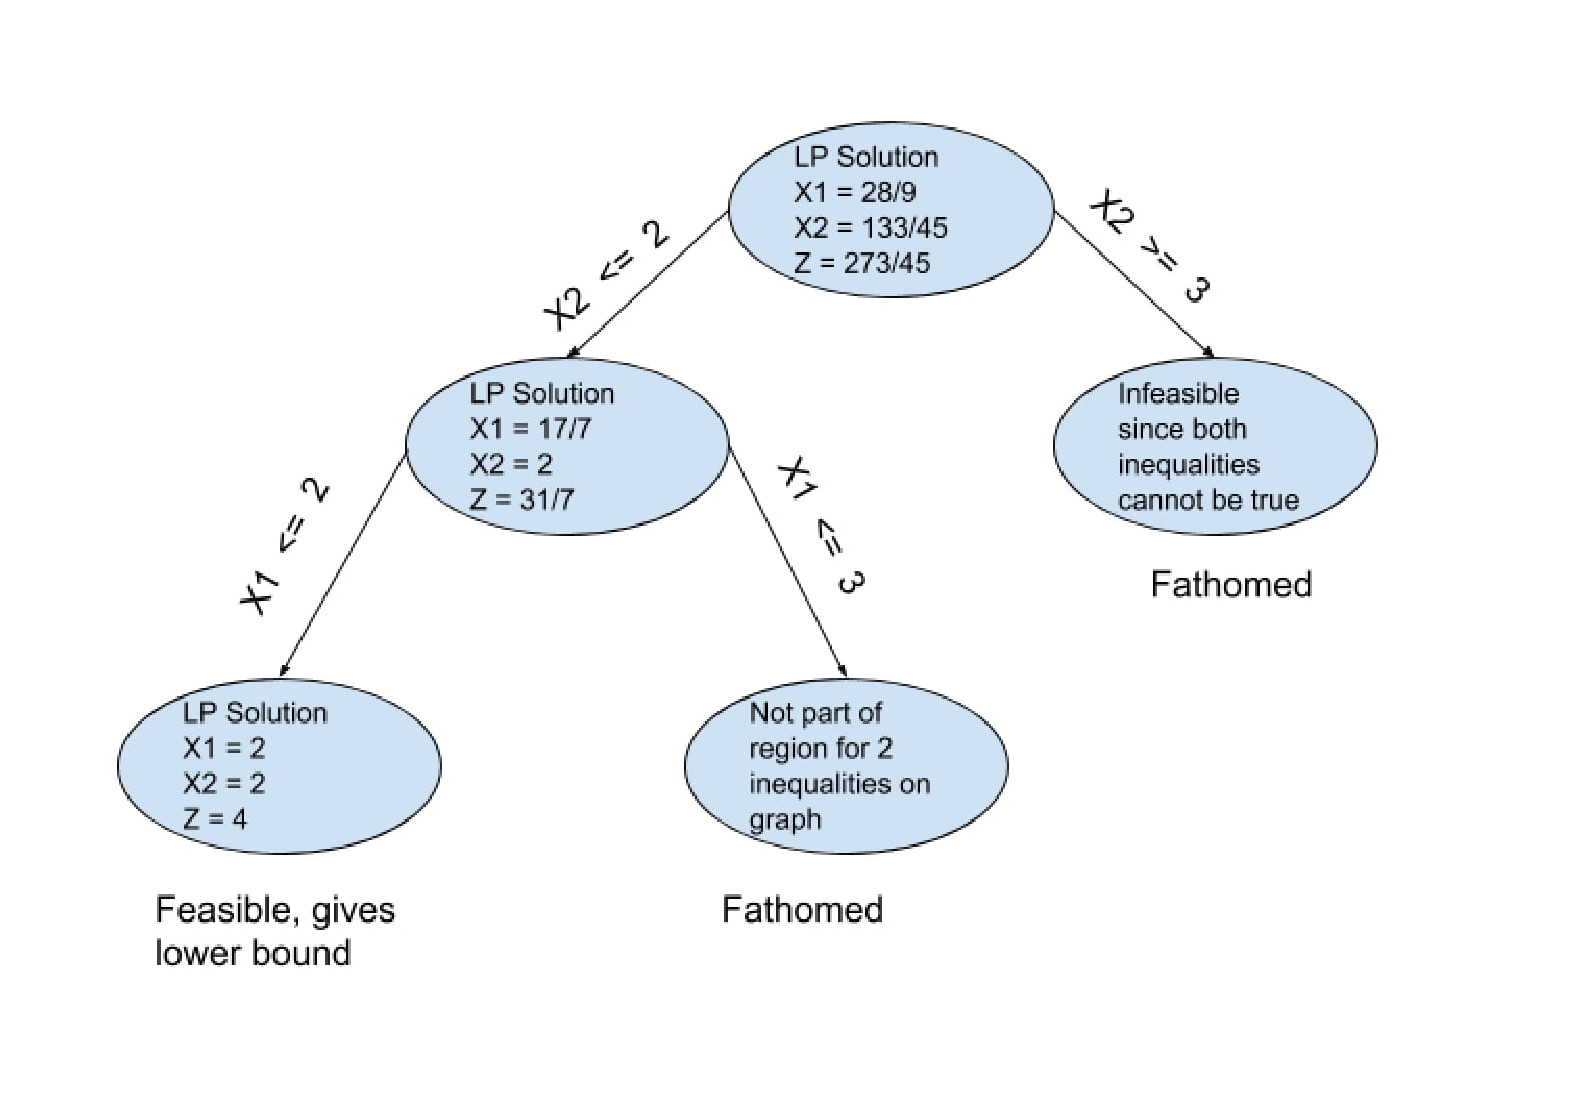 LP Solution
X1 = 28/9
X2 = 133/45
Z = 273/45
X2 <= 2
X2 >= 3
LP Solution
X1 = 17/7
X2 = 2
Z = 31/7
Infeasible
since both
inequalities
cannot be true
Fathomed
X1 <= 2
X1 <= 3
LP Solution
X1 = 2
X2 = 2
Z = 4
Not part of
region for 2
inequalities on
graph
Feasible, gives
lower bound
Fathomed